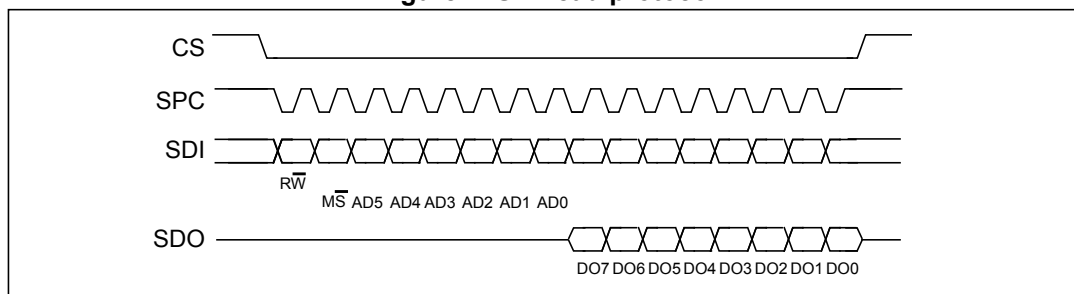 CS
SPC
SDI
RW
MS AD5 AD4 AD3 AD2 AD1 AD0
SDO
DO7 DO6 DO5 DO4 DO3 DO2 DO1 DO0